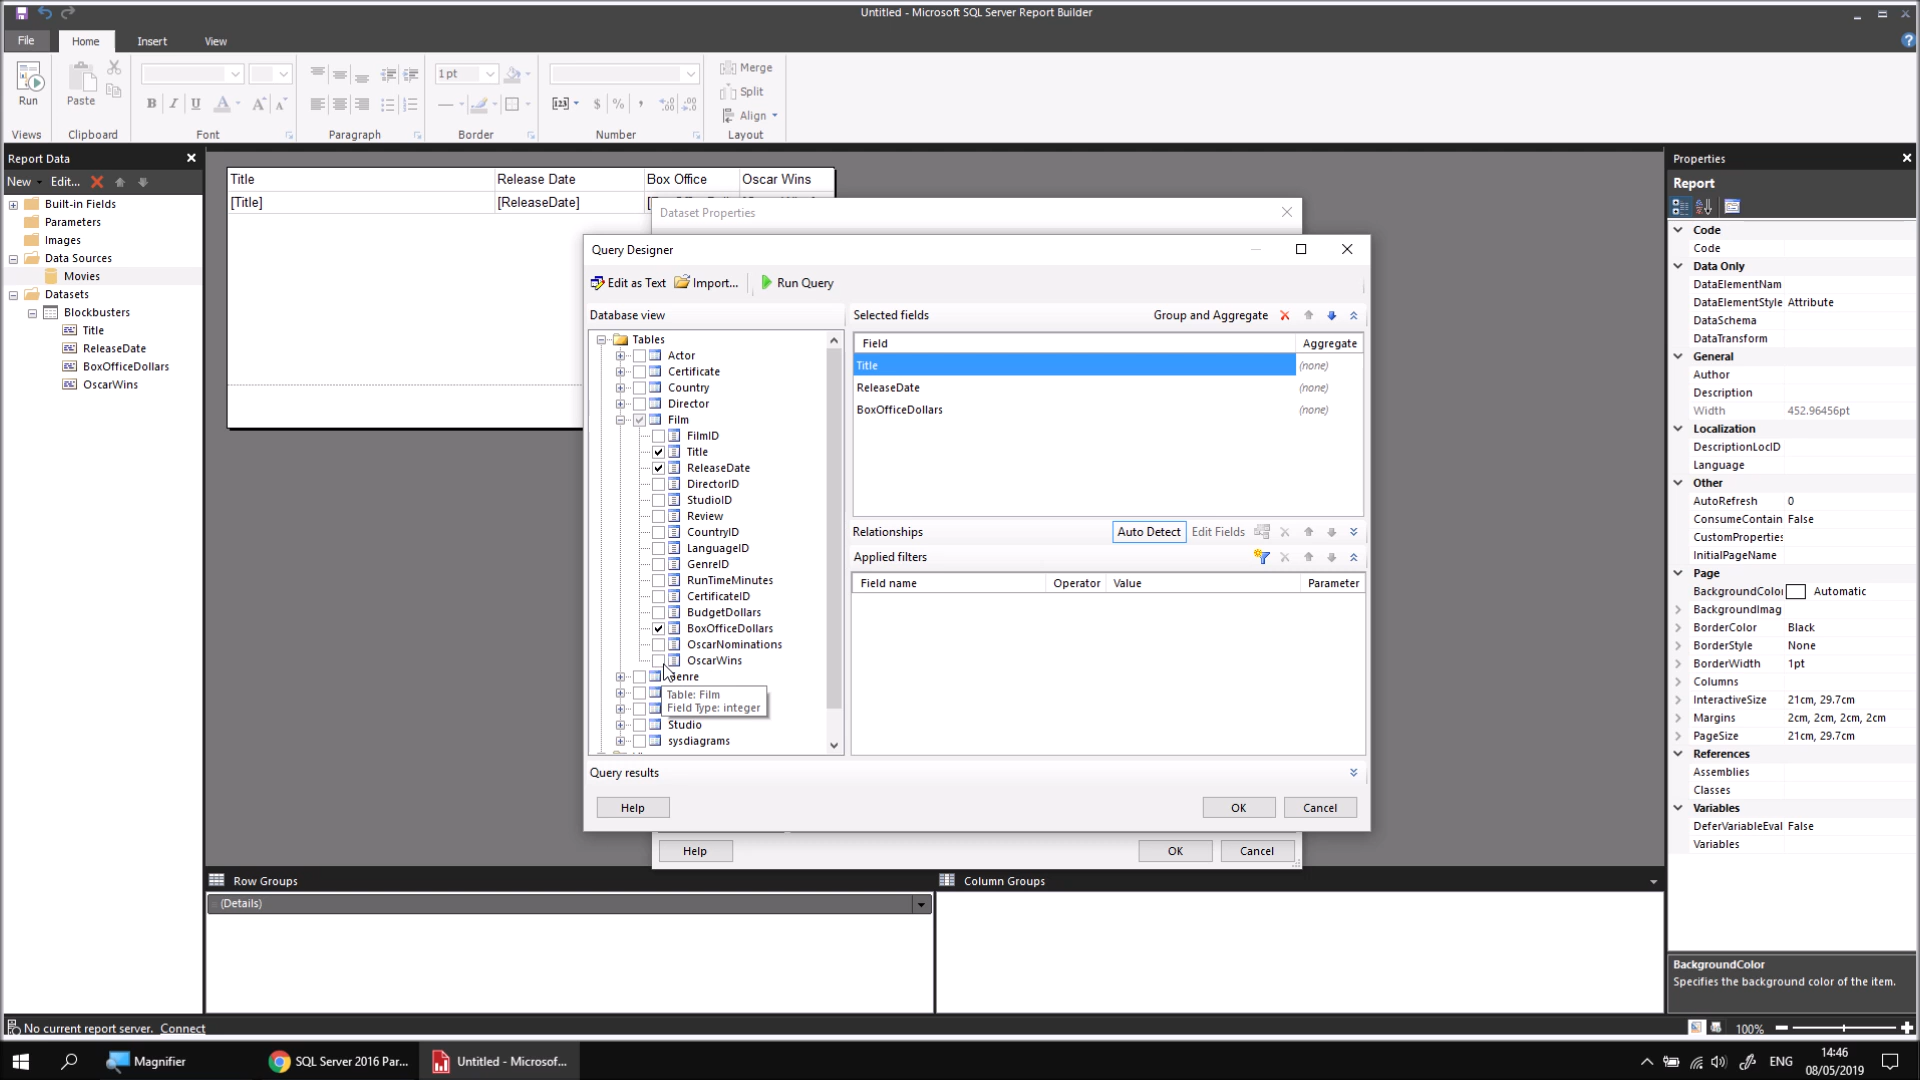 Untitled - Microsoft SQL Server Report Builder
File
Home
Insert
View
Run
Paste
1pt
B I U A A A
[123] $ % ,
Merge
Split
Align
Views
Clipboard
Font
Paragraph
Border
Number
Layout
Report Data
New
Edit...
Built-in Fields
Parameters
Images
Data Sources
Movies
Datasets
Blockbusters
Title
ReleaseDate
BoxOfficeDollars
OscarWins
Title
Release Date
Box Office
Oscar Wins
[Title]
[ReleaseDate]
Dataset Properties
Query Designer
Edit as Text
Import...
Run Query
Database view
Tables
Actor
Certificate
Country
Director
Film
FilmID
Title
ReleaseDate
DirectorID
StudioID
Review
CountryID
LanguageID
GenreID
RunTimeMinutes
CertificateID
BudgetDollars
BoxOfficeDollars
OscarNominations
OscarWins
enre
Table: Film
Field Type: integer
Studio
sysdiagrams
Selected fields
Group and Aggregate
Field
Aggregate
Title
(none)
ReleaseDate
(none)
BoxOfficeDollars
(none)
Relationships
Auto Detect
Edit Fields
Applied filters
Field name
Operator
Value
Parameter
Query results
Help
OK
Cancel
Help
OK
Cancel
Row Groups
(Details)
Column Groups
Properties
Report
Code
Code
Data Only
DataElementNam
DataElementStyle Attribute
DataSchema
DataTransform
General
Author
Description
Width 452.96456pt
Localization
DescriptionLocID
Language
Other
AutoRefresh 0
ConsumeContain False
CustomProperties
InitialPageName
Page
BackgroundColor Automatic
BackgroundImag
BorderColor Black
BorderStyle None
BorderWidth 1pt
Columns
InteractiveSize 21cm, 29.7cm
Margins 2cm, 2cm, 2cm, 2cm
PageSize 21cm, 29.7cm
References
Assemblies
Classes
Variables
DeferVariableEval False
Variables
BackgroundColor
Specifies the background color of the item.
No current report server. Connect
100%
Magnifier
SQL Server 2016 Par...
Untitled - Microsof...
ENG
14:46
08/05/2019